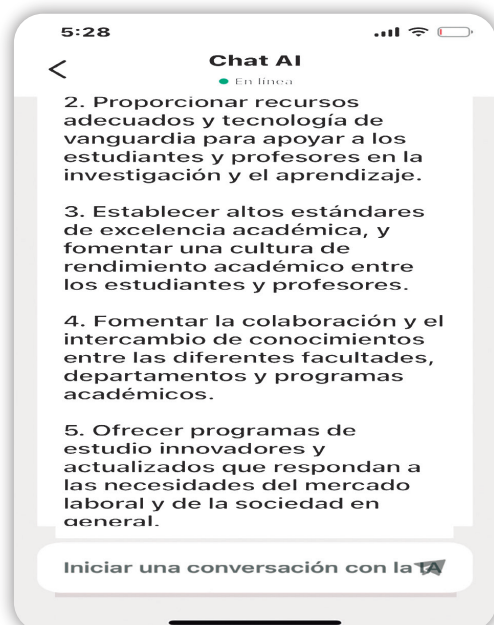 5:28
Chat AI
En línea
2. Proporcionar recursos
adecuados y tecnología de
vanguardia para apoyar a los
estudiantes y profesores en la
investigación y el aprendizaje.
3. Establecer altos estándares
de excelencia académica, y
fomentar una cultura de
rendimiento académico entre
los estudiantes y profesores.
4. Fomentar la colaboración y el
intercambio de conocimientos
entre las diferentes facultades,
departamentos y programas
académicos.
5. Ofrecer programas de
estudio innovadores y
actualizados que respondan a
las necesidades del mercado
laboral y de la sociedad en
general.
Iniciar una conversación con la IA